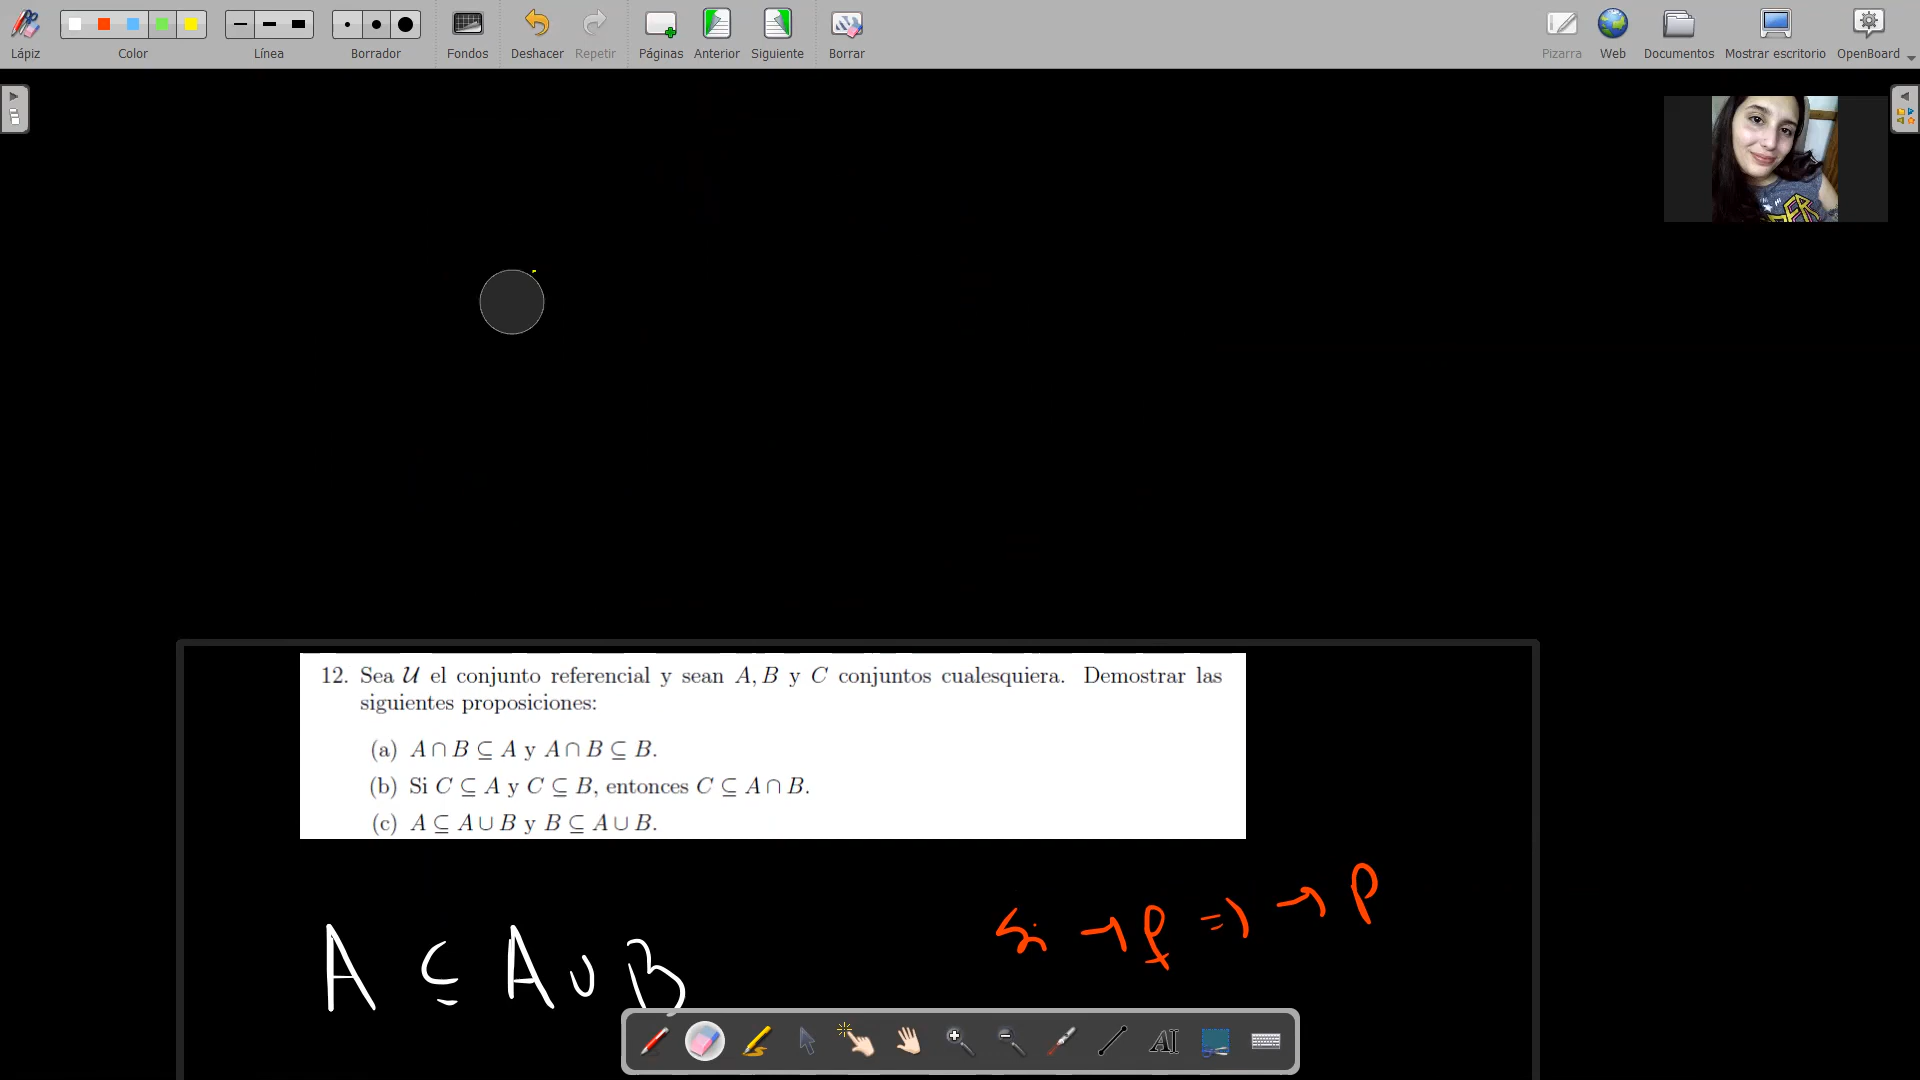 Lápiz Color Línea Borrador Fondos Deshacer Repetir Páginas Anterior Siguiente Borrar Pizarra Web Documentos Mostrar escritorio OpenBoard
12. Sea 𝒰 el conjunto referencial y sean A, B y C conjuntos cualesquiera. Demostrar las
siguientes proposiciones:
(a) A ∩ B ⊆ A y A ∩ B ⊆ B.
(b) Si C ⊆ A y C ⊆ B, entonces C ⊆ A ∩ B.
(c) A ⊆ A ∪ B y B ⊆ A ∪ B.
Si ¬q ⇒ ¬P
A ⊆ A ∪ B
AI